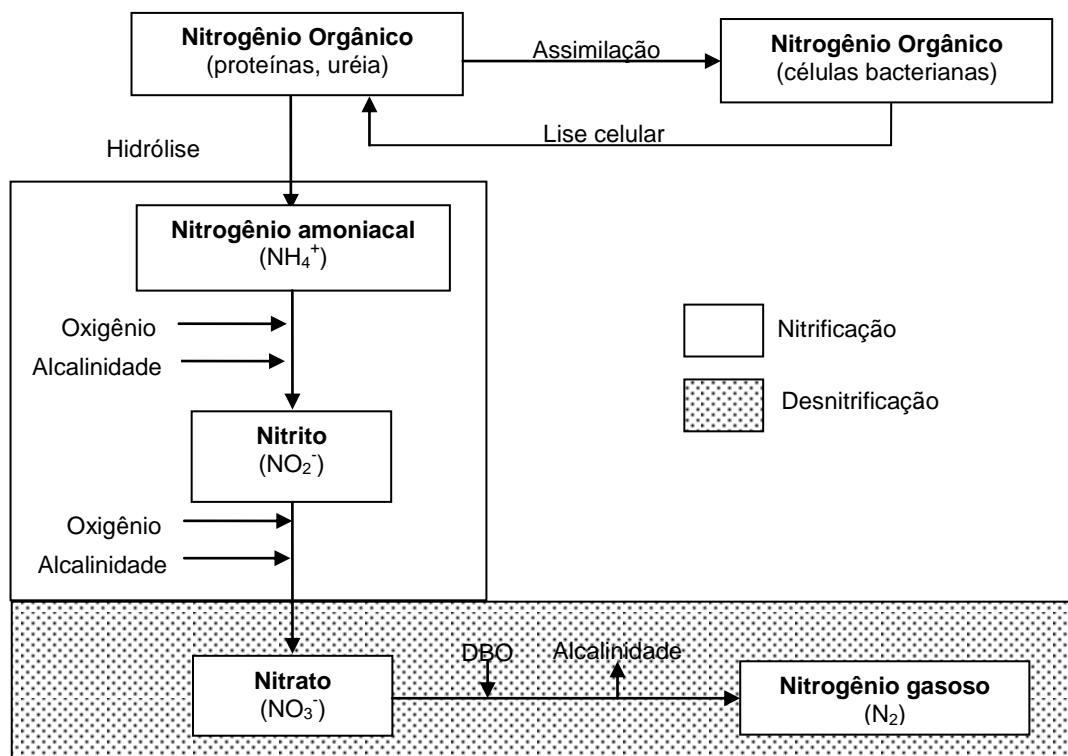 Nitrogênio Orgânico
(proteínas, uréia)
Assimilação
Nitrogênio Orgânico
(células bacterianas)
Lise celular
Hidrólise
Nitrogênio amoniacal
(NH₄⁺)
Oxigênio
Alcalinidade
Nitrificação
Desnitrificação
Nitrito
(NO₂⁻)
Oxigênio
Alcalinidade
DBO
Alcalinidade
Nitrato
(NO₃⁻)
Nitrogênio gasoso
(N₂)